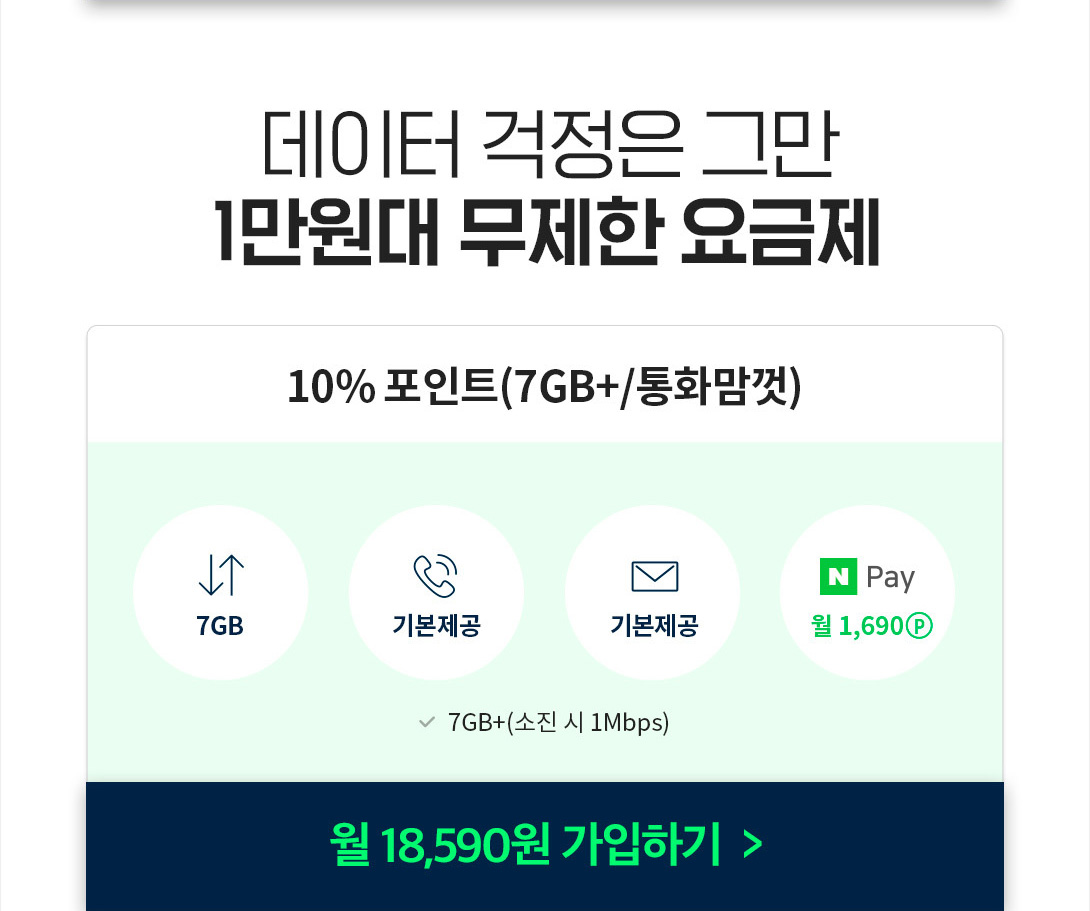 데이터 걱정은 그만
1만원대 무제한 요금제
10% 포인트(7GB+/통화맘껏)
7GB 기본제공 기본제공 N Pay
월 1,690Ⓟ
7GB+(소진 시 1Mbps)
월 18,590원 가입하기 >